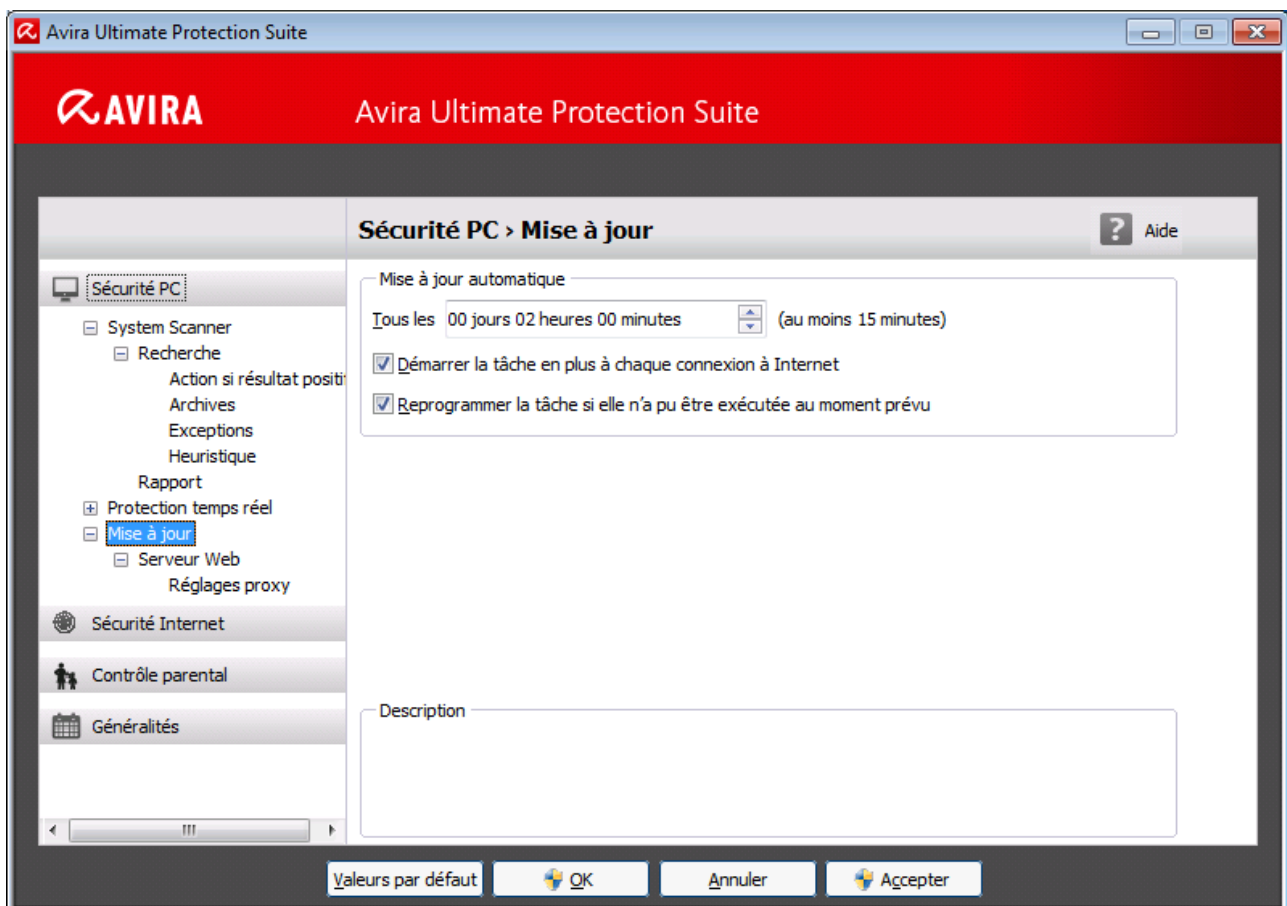 Avira Ultimate Protection Suite
AVIRA
Avira Ultimate Protection Suite
Sécurité PC › Mise à jour
? Aide
Sécurité PC
System Scanner
Recherche
Action si résultat positif
Archives
Exceptions
Heuristique
Rapport
Protection temps réel
Mise à jour
Serveur Web
Réglages proxy
Sécurité Internet
Contrôle parental
Généralités
Mise à jour automatique
Tous les 00 jours 02 heures 00 minutes (au moins 15 minutes)
Démarrer la tâche en plus à chaque connexion à Internet
Reprogrammer la tâche si elle n'a pu être exécutée au moment prévu
Description
Valeurs par défaut OK Annuler Accepter